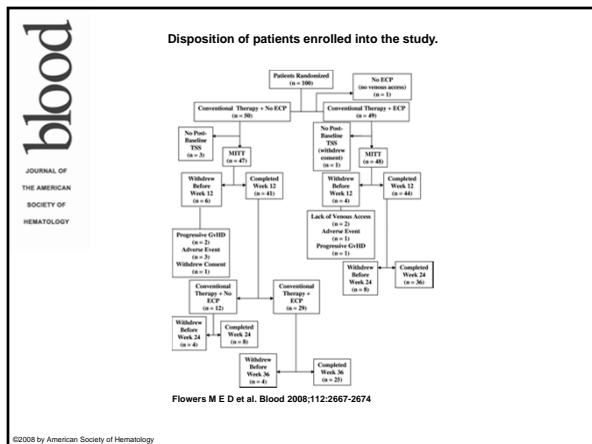 blood
JOURNAL OF
THE AMERICAN
SOCIETY OF
HEMATOLOGY
Disposition of patients enrolled into the study.
Patients Randomized
(n = 100)
No ECP
(no venous access)
(n = 1)
Conventional Therapy + No ECP
(n = 50)
Conventional Therapy + ECP
(n = 49)
No Post-
Baseline
TSS
(n = 3)
MITT
(n = 47)
No Post-
Baseline
TSS
(withdrew
consent)
(n = 1)
MITT
(n = 48)
Withdrew
Before
Week 12
(n = 6)
Completed
Week 12
(n = 41)
Withdrew
Before
Week 12
(n = 4)
Completed
Week 12
(n = 44)
Progressive GvHD
(n = 2)
Adverse Event
(n = 3)
Withdrew Consent
(n = 1)
Lack of Venous Access
(n = 2)
Adverse Event
(n = 1)
Progressive GvHD
(n = 1)
Withdrew
Before
Week 24
(n = 8)
Completed
Week 24
(n = 36)
Conventional
Therapy + No
ECP
(n = 12)
Conventional
Therapy +
ECP
(n = 29)
Withdrew
Before
Week 24
(n = 4)
Completed
Week 24
(n = 8)
Withdrew
Before
Week 36
(n = 4)
Completed
Week 36
(n = 25)
Flowers M E D et al. Blood 2008;112:2667-2674
©2008 by American Society of Hematology